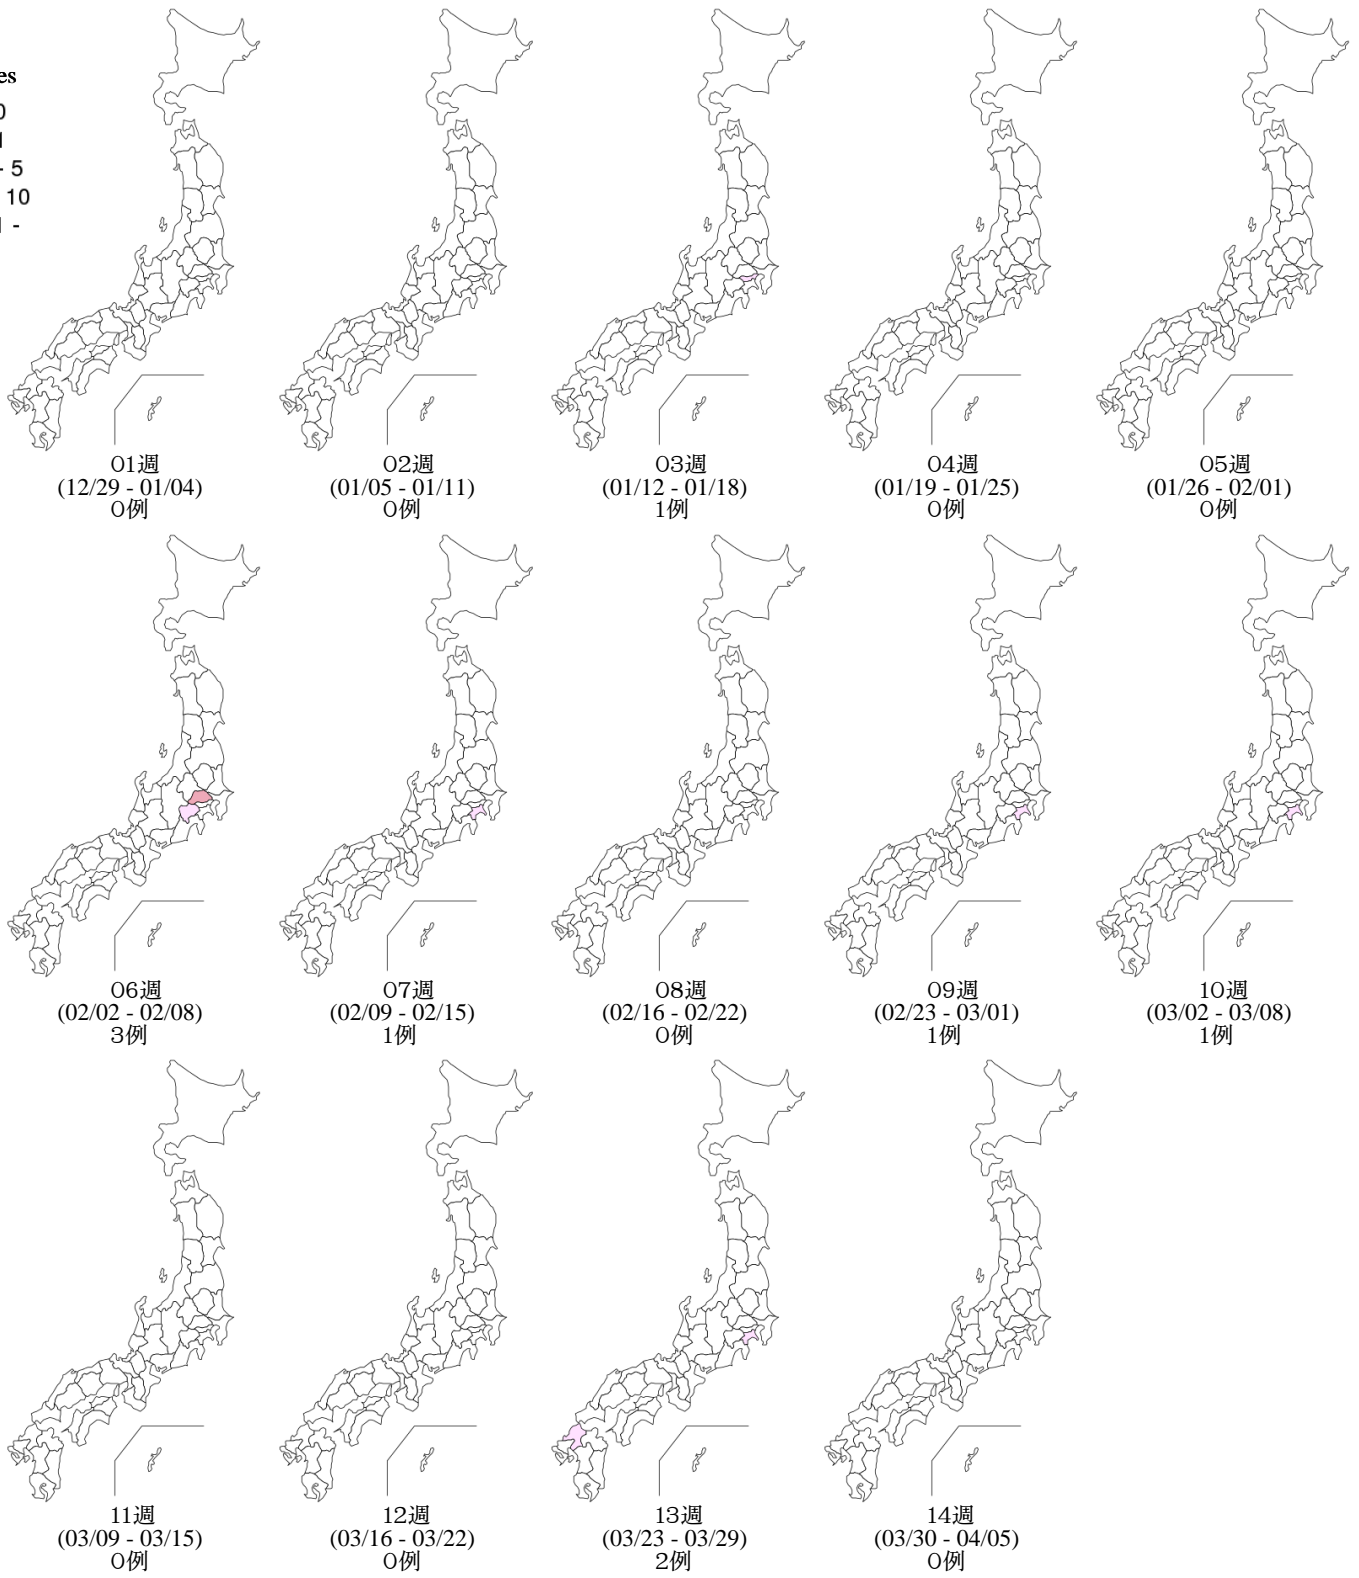 es
0
1
- 5
10
1 -
01週
(12/29 - 01/04)
0例
02週
(01/05 - 01/11)
0例
03週
(01/12 - 01/18)
1例
04週
(01/19 - 01/25)
0例
05週
(01/26 - 02/01)
0例
06週
(02/02 - 02/08)
3例
07週
(02/09 - 02/15)
1例
08週
(02/16 - 02/22)
0例
09週
(02/23 - 03/01)
1例
10週
(03/02 - 03/08)
1例
11週
(03/09 - 03/15)
0例
12週
(03/16 - 03/22)
0例
13週
(03/23 - 03/29)
2例
14週
(03/30 - 04/05)
0例